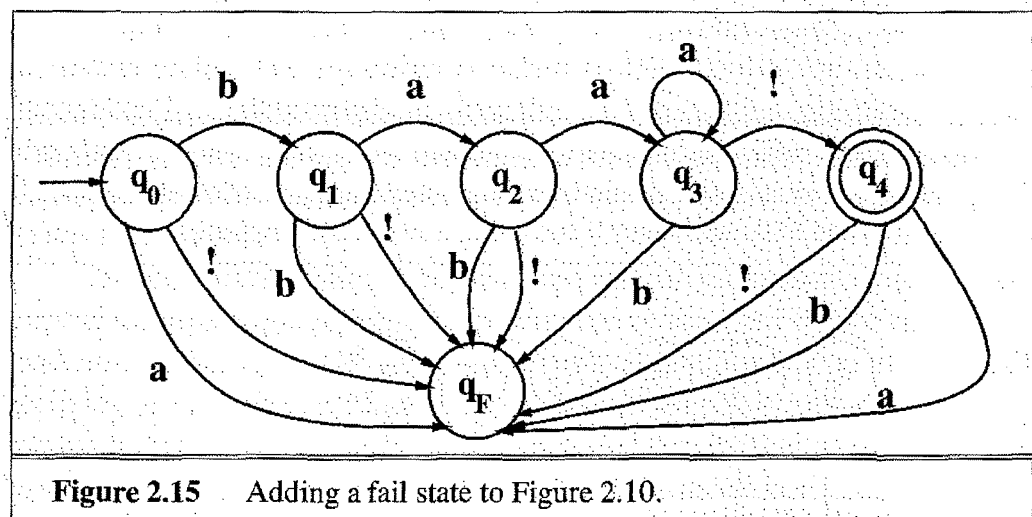 a
b a a !
q0 q1 q2 q3 q4
! b ! b ! b ! b
a a
qF
Figure 2.15 Adding a fail state to Figure 2.10.